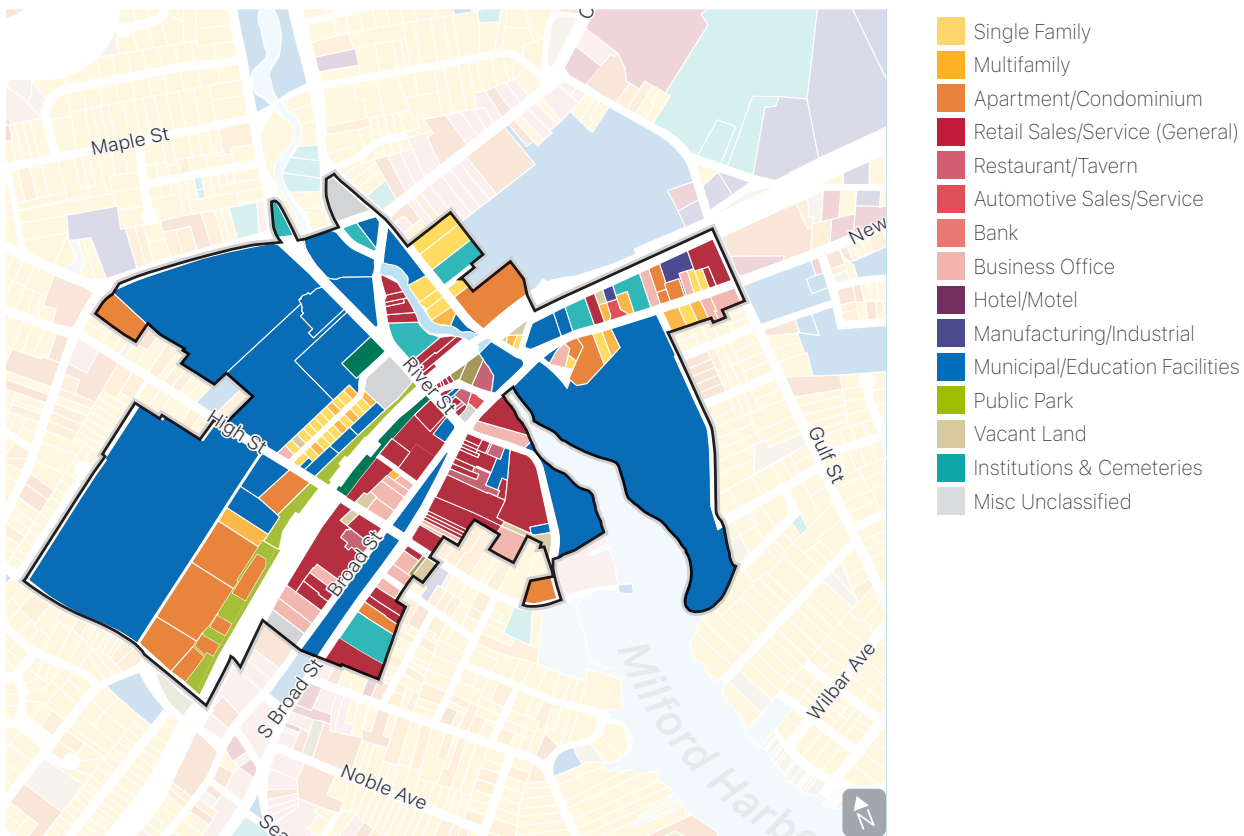 Maple St
New
High St
River St
Broad St
S Broad St
Gulf St
Wilbar Ave
Noble Ave
Milford Harb
Sea
N
Single Family
Multifamily
Apartment/Condominium
Retail Sales/Service (General)
Restaurant/Tavern
Automotive Sales/Service
Bank
Business Office
Hotel/Motel
Manufacturing/Industrial
Municipal/Education Facilities
Public Park
Vacant Land
Institutions & Cemeteries
Misc Unclassified